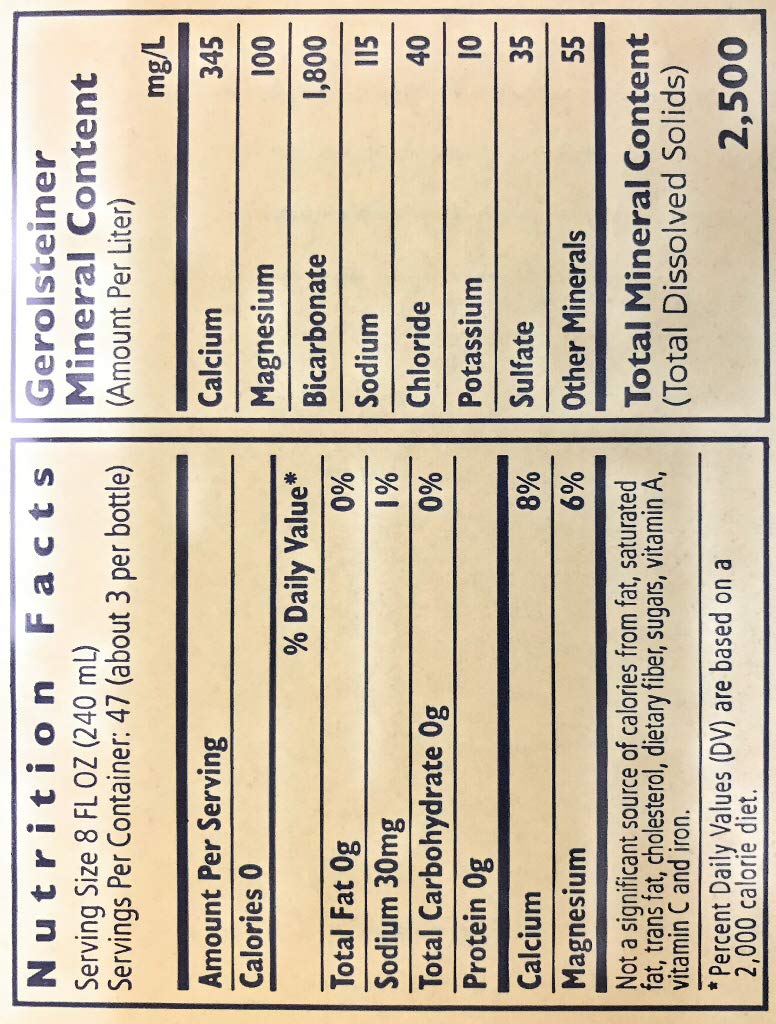 Nutrition Facts
Serving Size 8 FL OZ (240 mL)
Servings Per Container: 47 (about 3 per bottle)
Amount Per Serving
Calories 0
% Daily Value*
Total Fat 0g 0%
Sodium 30mg 1%
Total Carbohydrate 0g 0%
Protein 0g
Calcium 8%
Magnesium 6%
Not a significant source of calories from fat, saturated
fat, trans fat, cholesterol, dietary fiber, sugars, vitamin A,
vitamin C and iron.
* Percent Daily Values (DV) are based on a
2,000 calorie diet.
Gerolsteiner
Mineral Content
(Amount Per Liter) mg/L
Calcium 345
Magnesium 100
Bicarbonate 1,800
Sodium 115
Chloride 40
Potassium 10
Sulfate 35
Other Minerals 55
Total Mineral Content
(Total Dissolved Solids)
2,500